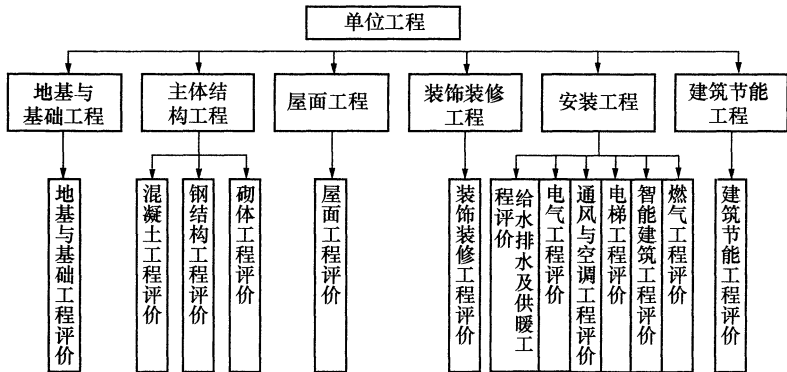 单位工程
地基与
基础工程
主体结
构工程
屋面工程
装饰装修
工程
安装工程
建筑节能
工程
地基与基础工程评价
混凝土工程评价
钢结构工程评价
砌体工程评价
屋面工程评价
装饰装修工程评价
给水排水及供暖工
程评价
电气工程评价
通风与空调工程评价
电梯工程评价
智能建筑工程评价
燃气工程评价
建筑节能工程评价